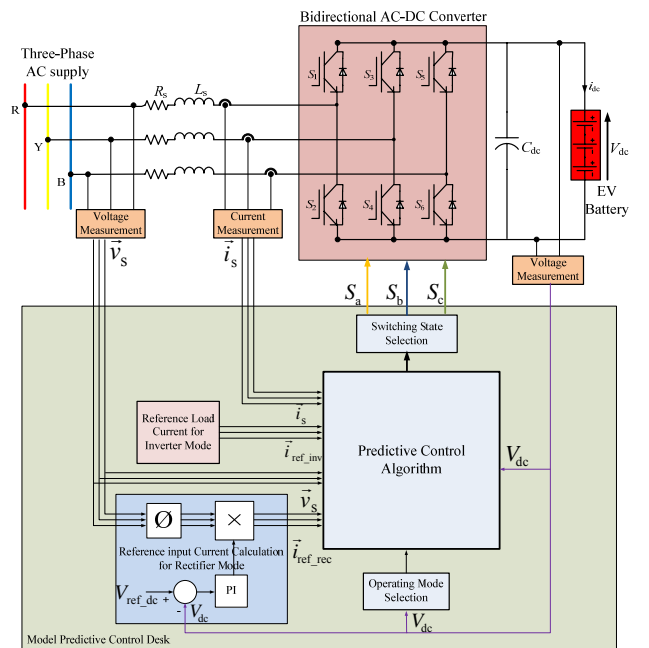 Bidirectional AC-DC Converter
Three-Phase
AC supply
R
Y
B
Rs
Ls
S1
S3
S5
S2
S4
S6
Cdc
idc
Vdc
EV
Battery
Voltage
Measurement
Current
Measurement
Voltage
Measurement
vs
is
Sa
Sb
Sc
Switching State
Selection
Reference Load
Current for
Inverter Mode
is
iref_inv
Predictive Control
Algorithm
Vdc
vs
Ø
×
iref_rec
Reference input Current Calculation
for Rectifier Mode
PI
Vref_dc
+
-
Vdc
Operating Mode
Selection
Vdc
Model Predictive Control Desk